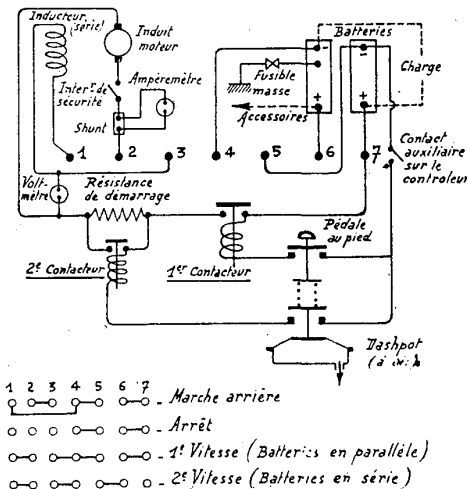 Inducteur
(série)
Induit
moteur
Batteries
Interr. de
sécurité
Ampèremètre
Shunt
Fusible
masse
Accessoires
Charge
- + - +
1 2 3 4 5 6 7
Volt-
mètre
Résistance
de démarrage
Contact
auxiliaire
sur le
controleur
Pédale
au pied
2e Contacteur
1er Contacteur
Dashpot
1 2 3 4 5 6 7 - Marche arrière
- Arrêt
- 1e Vitesse (Batteries en parallèle)
- 2e Vitesse (Batteries en série)